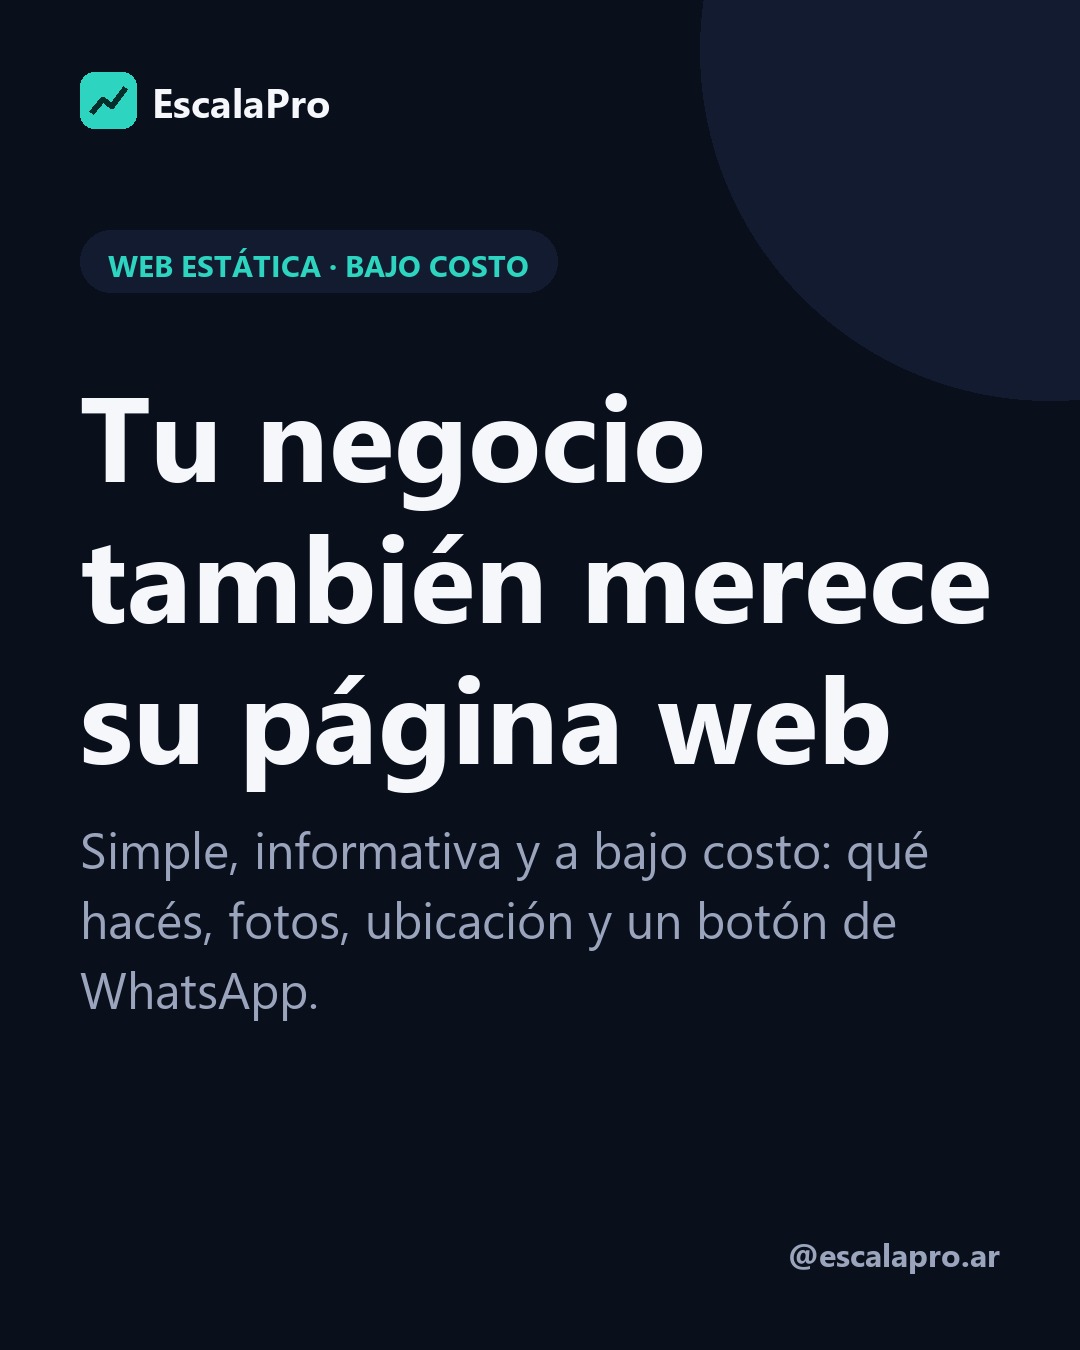 EscalaPro
WEB ESTÁTICA · BAJO COSTO
Tu negocio
también merece
su página web
Simple, informativa y a bajo costo: qué
hacés, fotos, ubicación y un botón de
WhatsApp.
@escalapro.ar